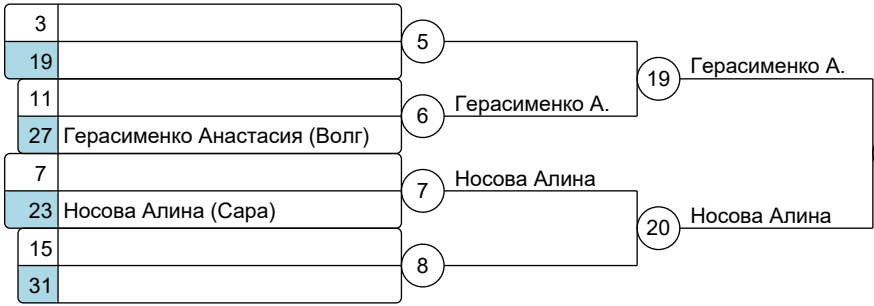 3
5
19
19
Герасименко А.
11
6
Герасименко А.
27 Герасименко Анастасия (Волг)
7
7
Носова Алина
23 Носова Алина (Сара)
20
Носова Алина
15
8
31